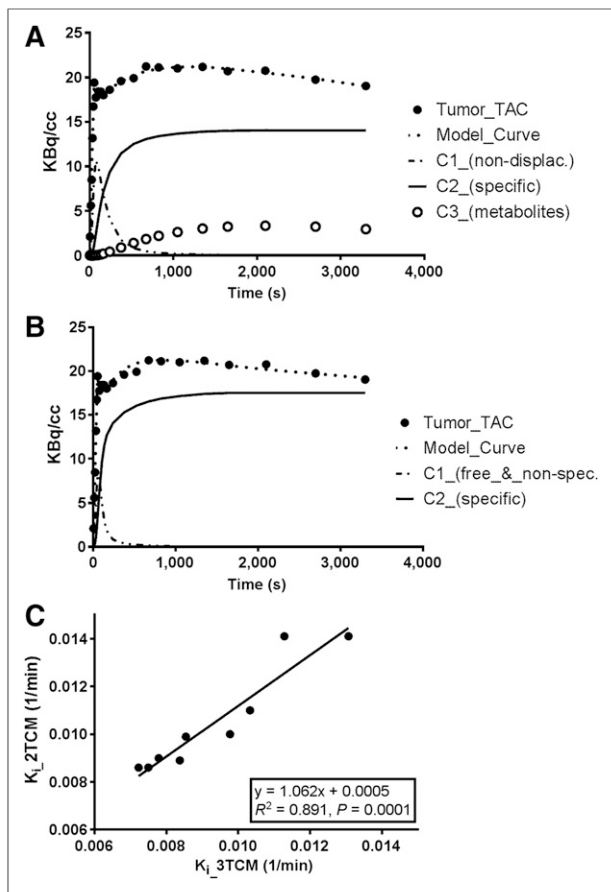 A
KBq/cc
25
20
15
10
5
0
0
1,000
2,000
3,000
4,000
Time (s)
Tumor_TAC
Model_Curve
C1_(non-displac.)
C2_(specific)
C3_(metabolites)
B
KBq/cc
25
20
15
10
5
0
0
1,000
2,000
3,000
4,000
Time (s)
Tumor_TAC
Model_Curve
C1_(free_&_non-spec.
C2_(specific)
C
Ki_2TCM (1/min)
0.014
0.012
0.010
0.008
0.006
0.006
0.008
0.010
0.012
0.014
Ki_3TCM (1/min)
y = 1.062x + 0.0005
R² = 0.891, P = 0.0001